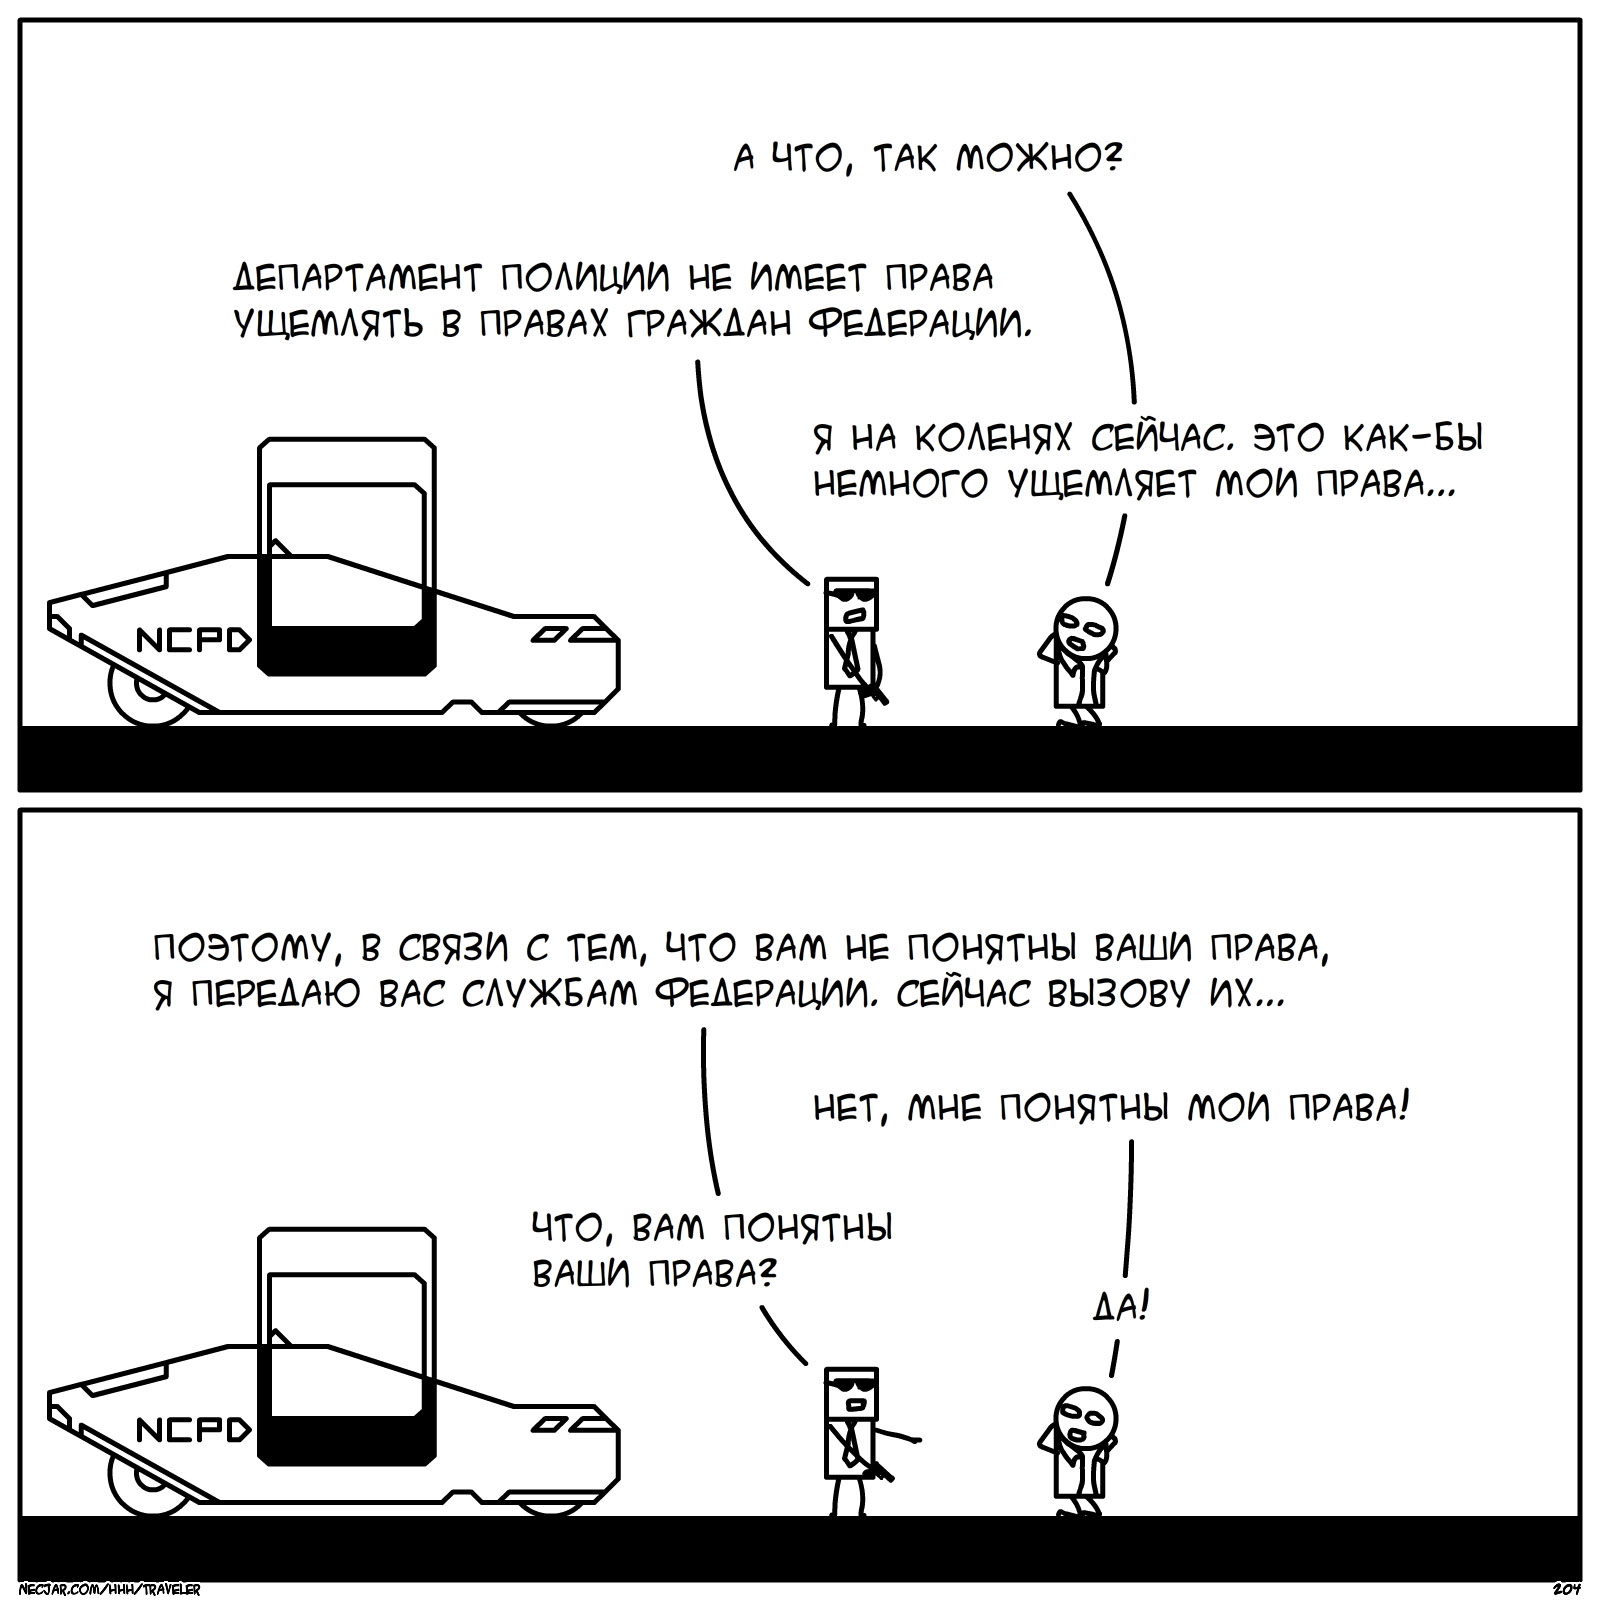 А ЧТО, ТАК МОЖНО?
ДЕПАРТАМЕНТ ПОЛИЦИИ НЕ ИМЕЕТ ПРАВА
УЩЕМЛЯТЬ В ПРАВАХ ГРАЖДАН ФЕДЕРАЦИИ.
Я НА КОЛЕНЯХ СЕЙЧАС. ЭТО КАК-БЫ
НЕМНОГО УЩЕМЛЯЕТ МОИ ПРАВА...
NCPD
ПОЭТОМУ, В СВЯЗИ С ТЕМ, ЧТО ВАМ НЕ ПОНЯТНЫ ВАШИ ПРАВА,
Я ПЕРЕДАЮ ВАС СЛУЖБАМ ФЕДЕРАЦИИ. СЕЙЧАС ВЫЗОВУ ИХ...
НЕТ, МНЕ ПОНЯТНЫ МОИ ПРАВА!
ЧТО, ВАМ ПОНЯТНЫ
ВАШИ ПРАВА?
ДА!
NCPD
NECJAR.COM/HHH/TRAVELER
204